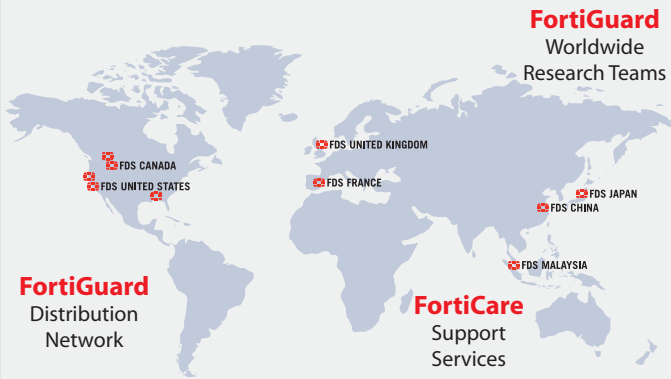 FortiGuard
Worldwide
Research Teams
FDS UNITED KINGDOM
FDS CANADA
FDS FRANCE
FDS UNITED STATES
FDS JAPAN
FDS CHINA
FDS MALAYSIA
FortiGuard
Distribution
Network
FortiCare
Support
Services